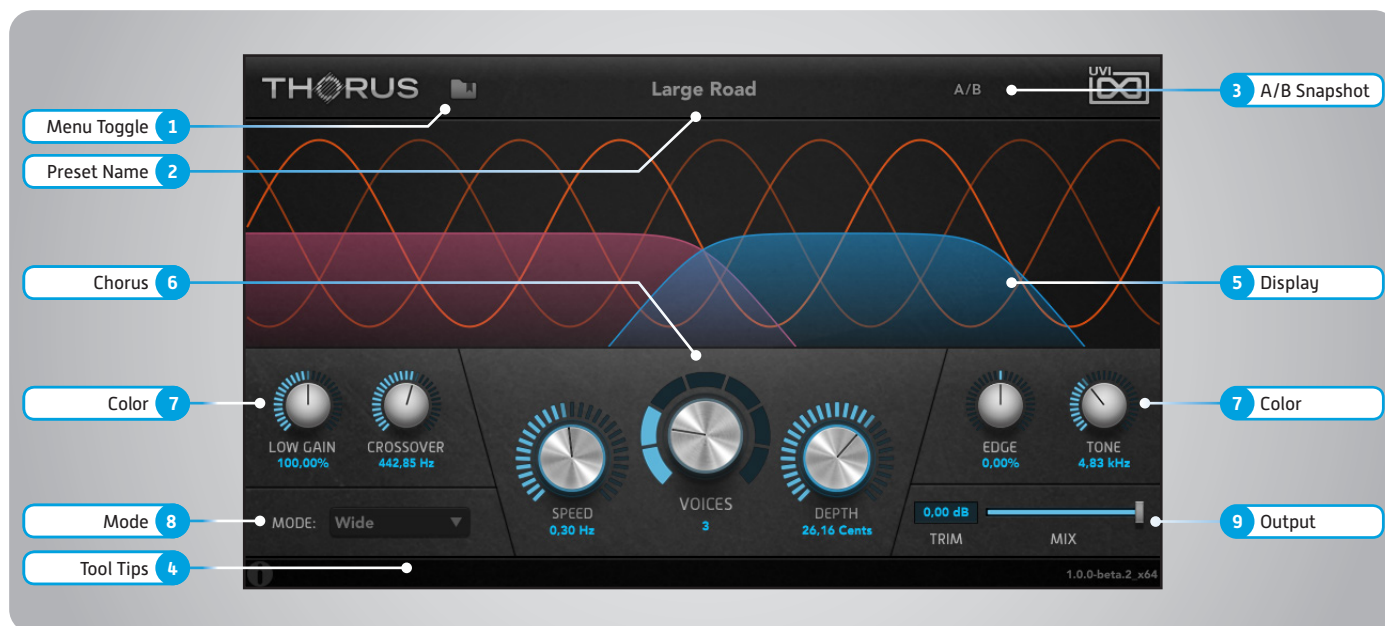 THORUS
Large Road
A/B
UVI
3 A/B Snapshot
Menu Toggle 1
Preset Name 2
Chorus 6
5 Display
Color 7
LOW GAIN
100,00%
CROSSOVER
442,85 Hz
SPEED
0,30 Hz
VOICES
3
DEPTH
26,16 Cents
EDGE
0,00%
TONE
4,83 kHz
7 Color
Mode 8
MODE: Wide
0,00 dB
TRIM
MIX
9 Output
Tool Tips 4
1.0.0-beta.2_x64